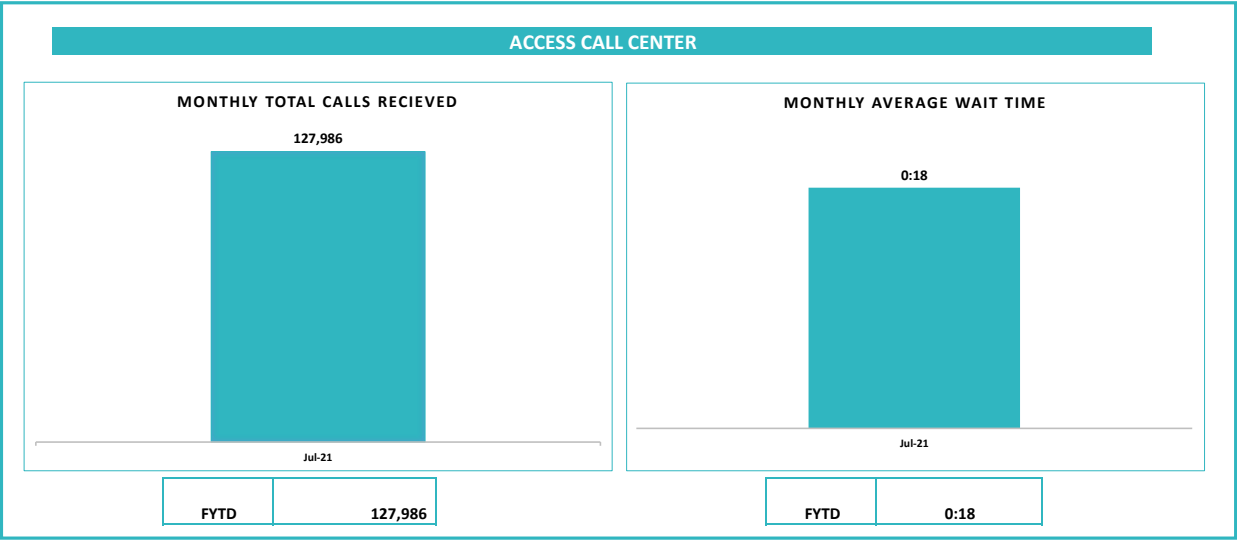 ACCESS CALL CENTER
MONTHLY TOTAL CALLS RECIEVED
127,986
Jul-21
FYTD 127,986
MONTHLY AVERAGE WAIT TIME
0:18
Jul-21
FYTD 0:18